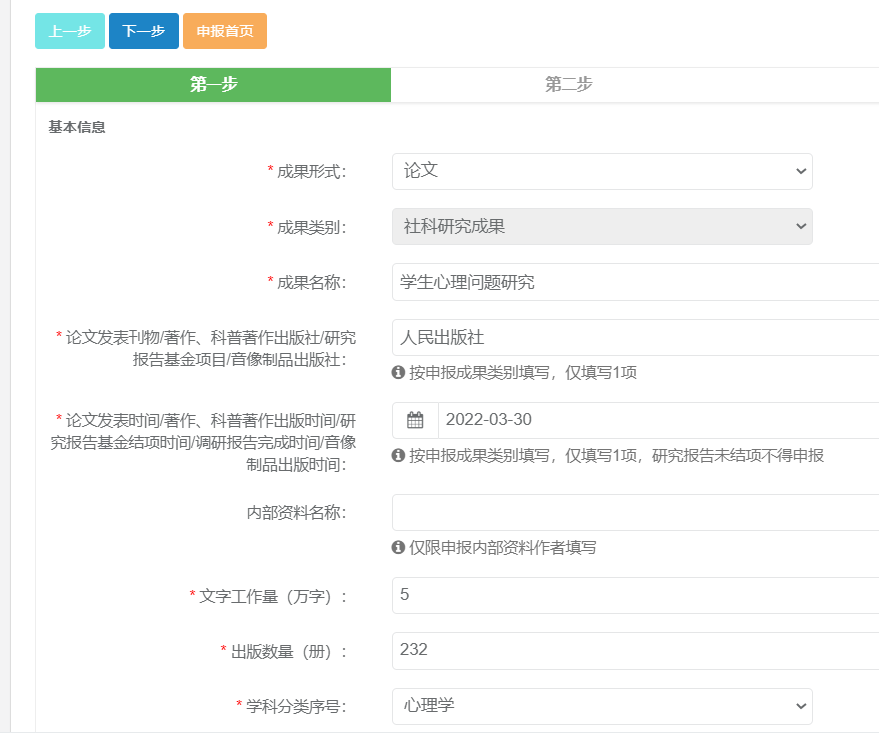 上一步 下一步 申报首页
第一步 第二步
基本信息
* 成果形式： 论文
* 成果类别： 社科研究成果
* 成果名称： 学生心理问题研究
* 论文发表刊物/著作、科普著作出版社/研究
报告基金项目/音像制品出版社： 人民出版社
按申报成果类别填写，仅填写1项
* 论文发表时间/著作、科普著作出版时间/研
究报告基金结项时间/调研报告完成时间/音像
制品出版时间： 2022-03-30
按申报成果类别填写，仅填写1项，研究报告未结项不得申报
内部资料名称：
仅限申报内部资料作者填写
* 文字工作量（万字）： 5
* 出版数量（册）： 232
* 学科分类序号： 心理学